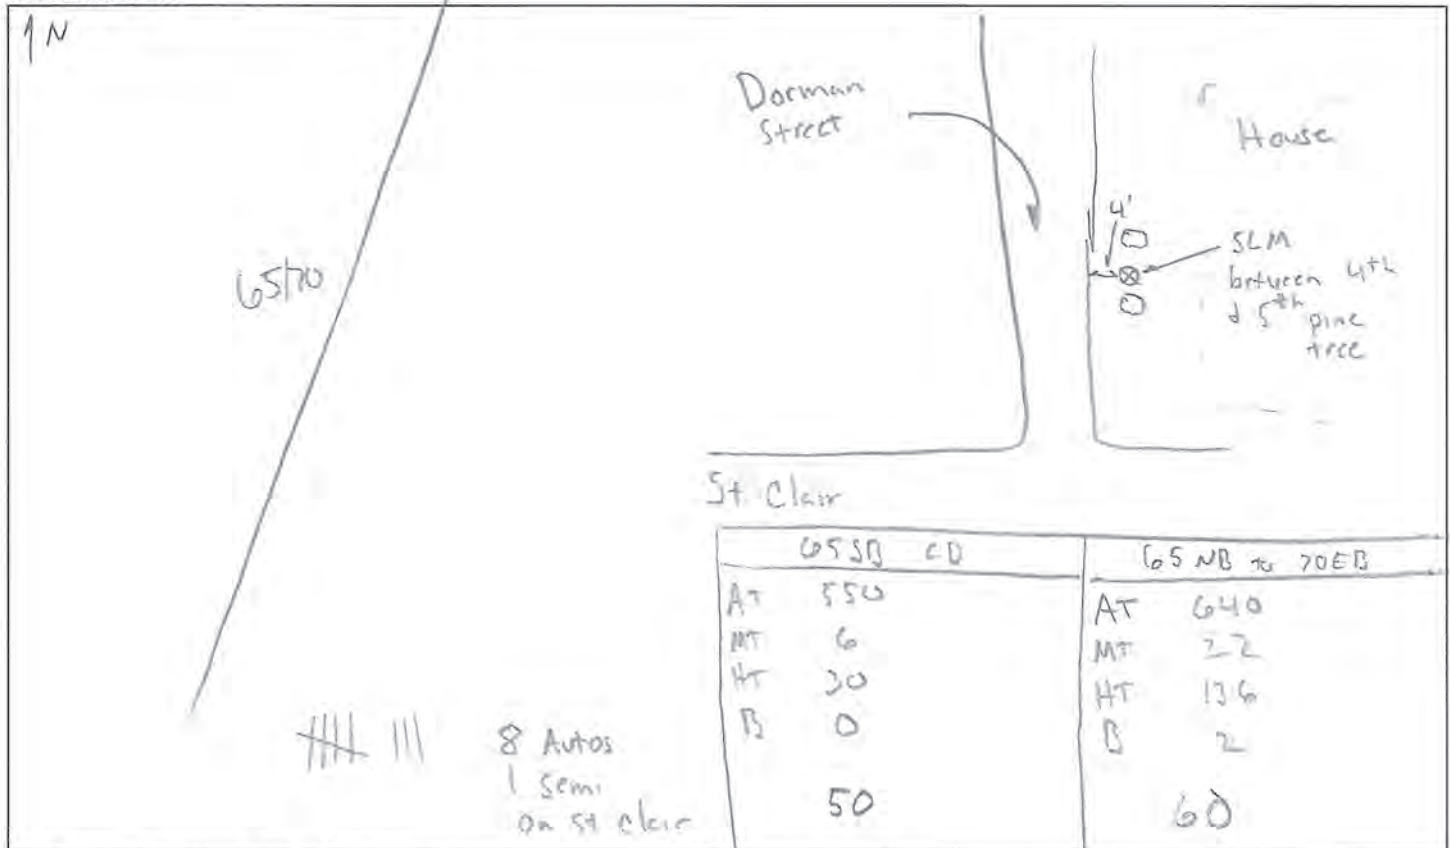 N
Dorman
Street
House
65/70
4'
SLM
between 4th
& 5th pine
tree
St. Clair
65 SB CD
AT 550
MT 6
HT 30
B 0
50
65 NB to 70EB
AT 640
MT 22
HT 136
B 2
60
8 Autos
1 semi
on St Clair